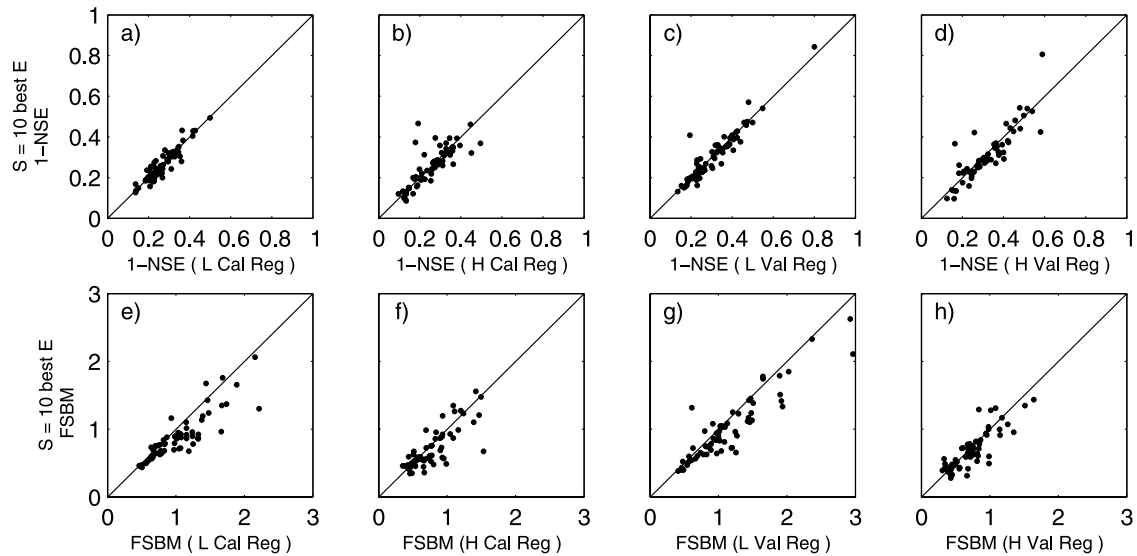 S = 10 best E
1−NSE
1
0.8
0.6
0.4
0.2
0
a)
b)
c)
d)
0 0.2 0.4 0.6 0.8 1
0 0.2 0.4 0.6 0.8 1
0 0.2 0.4 0.6 0.8 1
0 0.2 0.4 0.6 0.8 1
1−NSE ( L Cal Reg )
1−NSE ( H Cal Reg )
1−NSE ( L Val Reg )
1−NSE ( H Val Reg )
S = 10 best E
FSBM
3
2
1
0
e)
f)
g)
h)
0 1 2 3
0 1 2 3
0 1 2 3
0 1 2 3
FSBM ( L Cal Reg )
FSBM (H Cal Reg )
FSBM (L Val Reg )
FSBM ( H Val Reg )